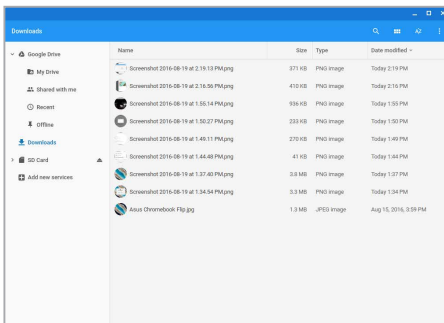 Downloads
AZ
Google Drive
My Drive
Shared with me
Recent
Offline
Downloads
SD Card
Add new services
Name Size Type Date modified
Screenshot 2016-08-19 at 2.19.13 PM.png 371 KB PNG image Today 2:19 PM
Screenshot 2016-08-19 at 2.16.56 PM.png 410 KB PNG image Today 2:16 PM
Screenshot 2016-08-19 at 1.55.14 PM.png 936 KB PNG image Today 1:55 PM
Screenshot 2016-08-19 at 1.50.27 PM.png 233 KB PNG image Today 1:50 PM
Screenshot 2016-08-19 at 1.49.11 PM.png 270 KB PNG image Today 1:49 PM
Screenshot 2016-08-19 at 1.44.48 PM.png 41 KB PNG image Today 1:44 PM
Screenshot 2016-08-19 at 1.37.40 PM.png 3.8 MB PNG image Today 1:37 PM
Screenshot 2016-08-19 at 1.34.54 PM.png 3.3 MB PNG image Today 1:34 PM
Asus Chromebook Flip.jpg 1.3 MB JPEG image Aug 15, 2016, 3:59 PM